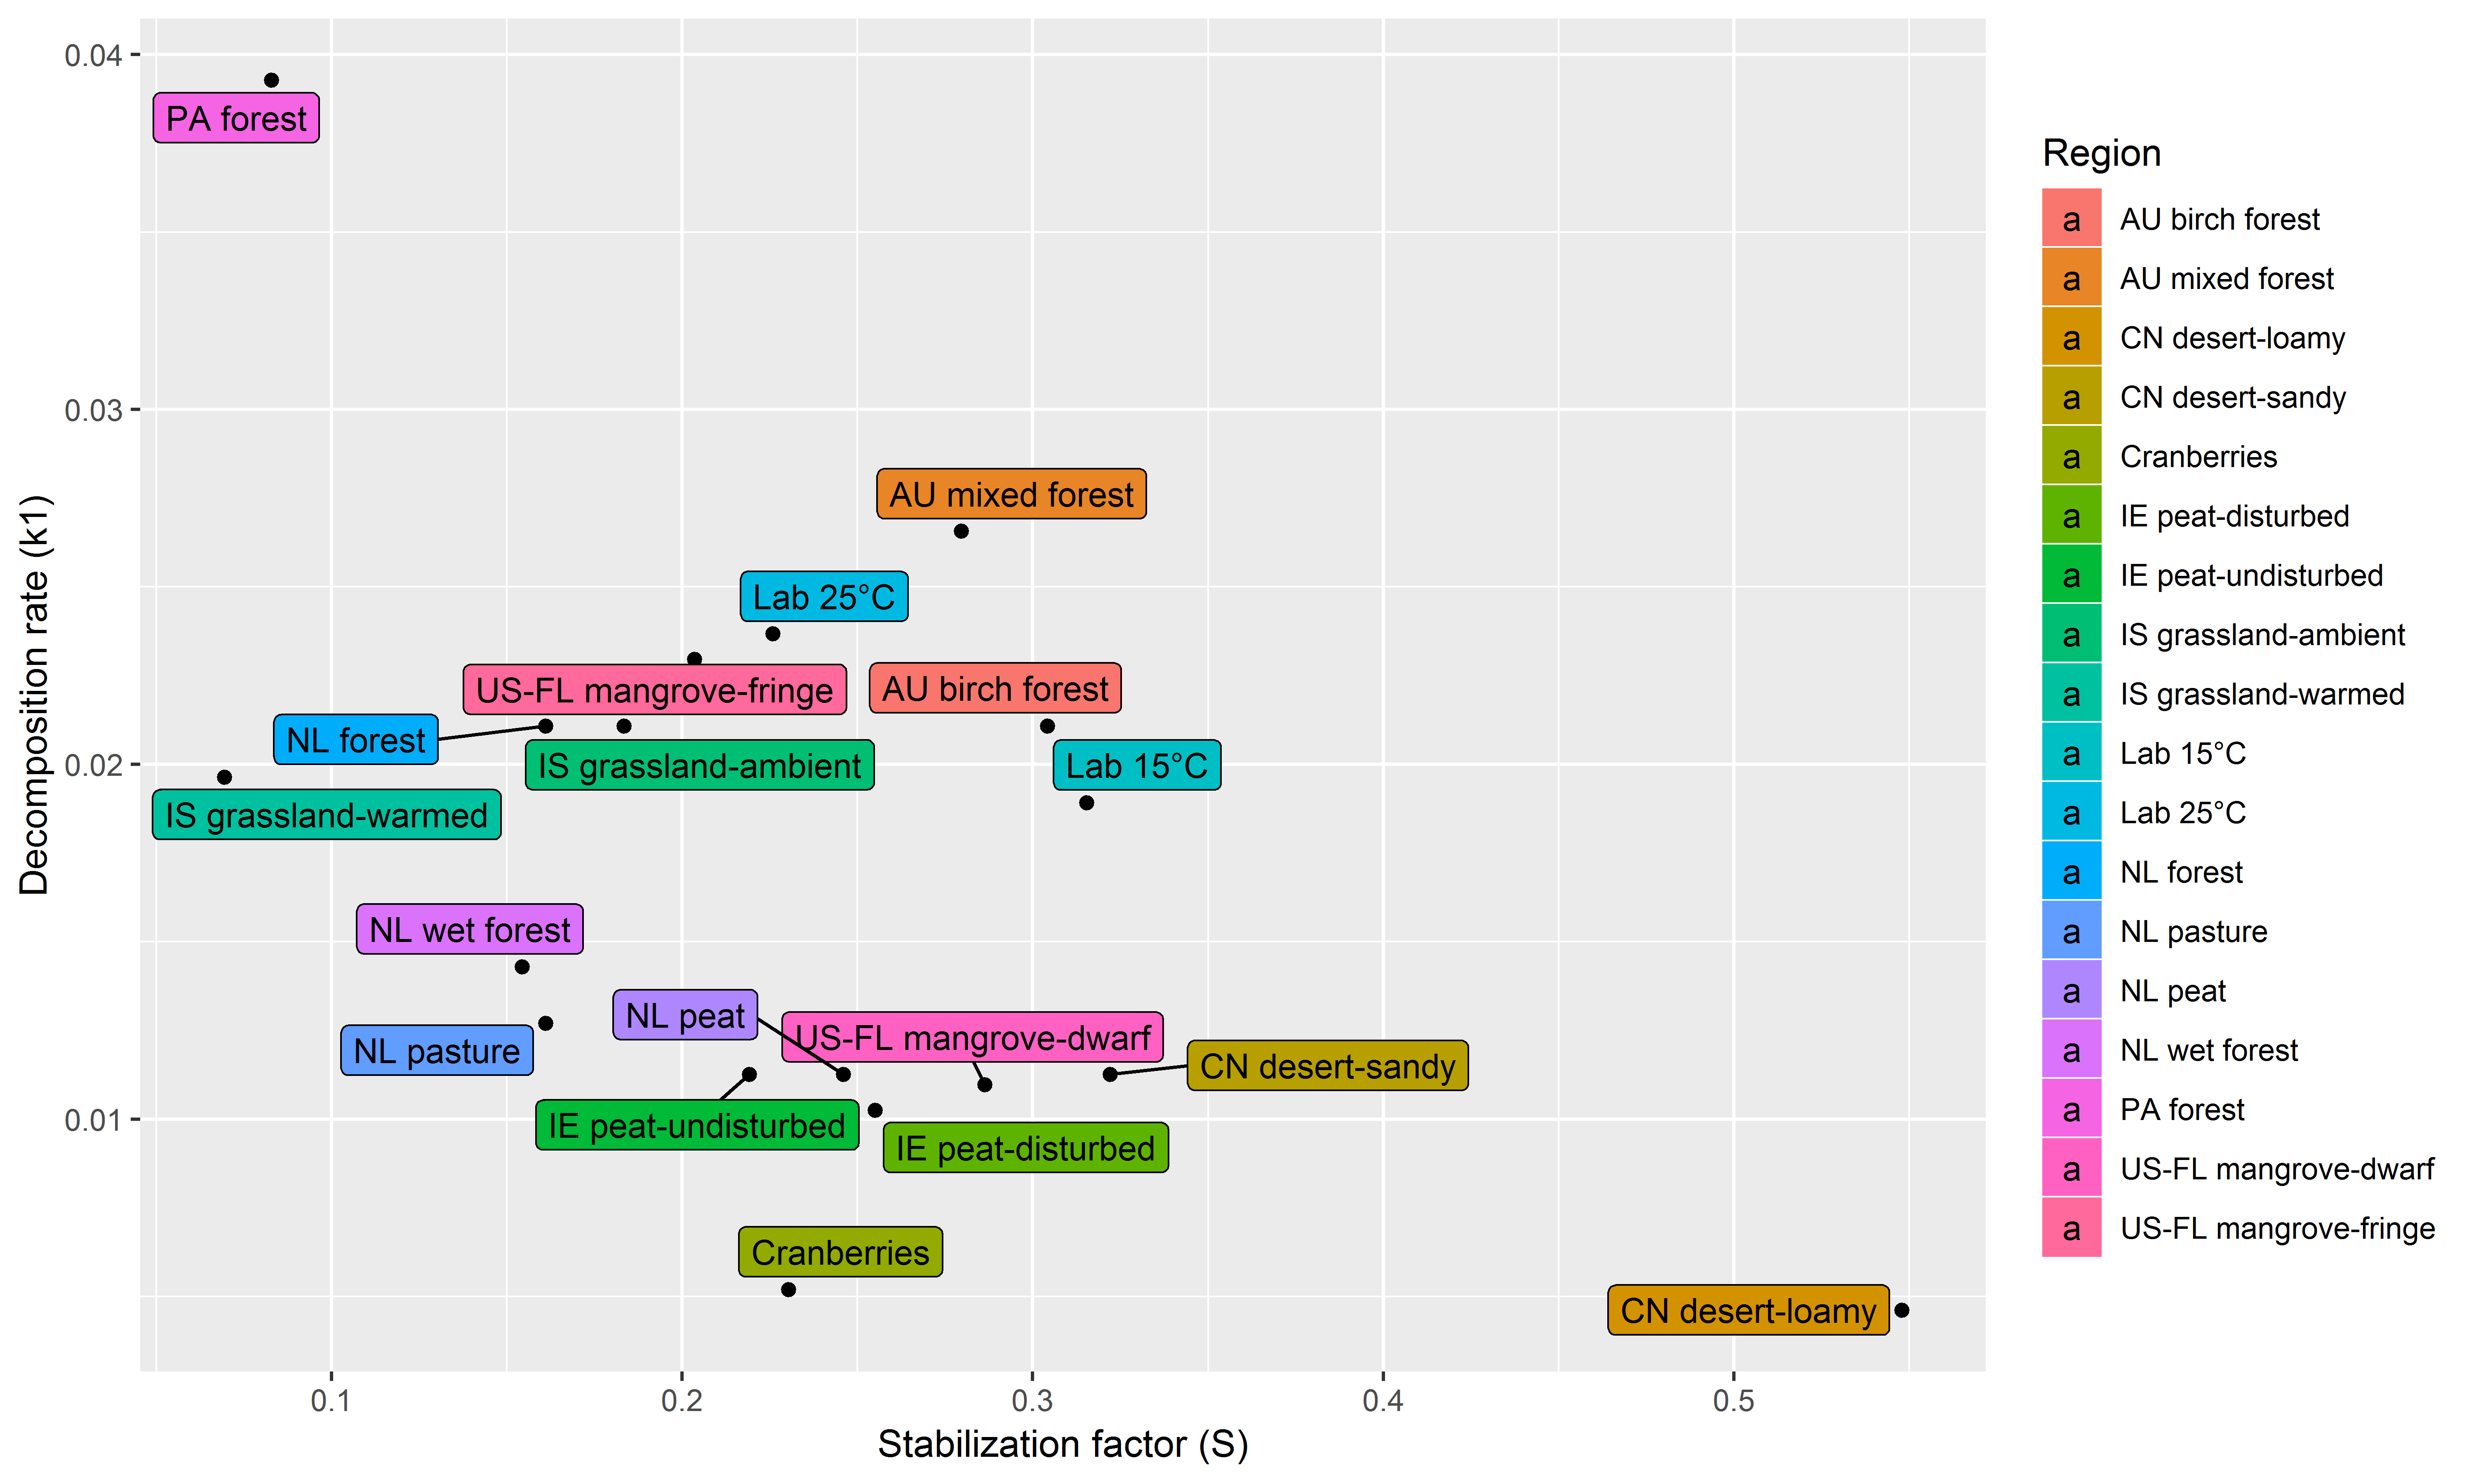 0.04
0.03
0.02
0.01
Decomposition rate (k1)
PA forest
AU mixed forest
Lab 25°C
US-FL mangrove-fringe
AU birch forest
NL forest
IS grassland-ambient
Lab 15°C
IS grassland-warmed
NL wet forest
NL peat
US-FL mangrove-dwarf
NL pasture
CN desert-sandy
IE peat-undisturbed
IE peat-disturbed
Cranberries
CN desert-loamy
0.1 0.2 0.3 0.4 0.5
Stabilization factor (S)
Region
a AU birch forest
a AU mixed forest
a CN desert-loamy
a CN desert-sandy
a Cranberries
a IE peat-disturbed
a IE peat-undisturbed
a IS grassland-ambient
a IS grassland-warmed
a Lab 15°C
a Lab 25°C
a NL forest
a NL pasture
a NL peat
a NL wet forest
a PA forest
a US-FL mangrove-dwarf
a US-FL mangrove-fringe